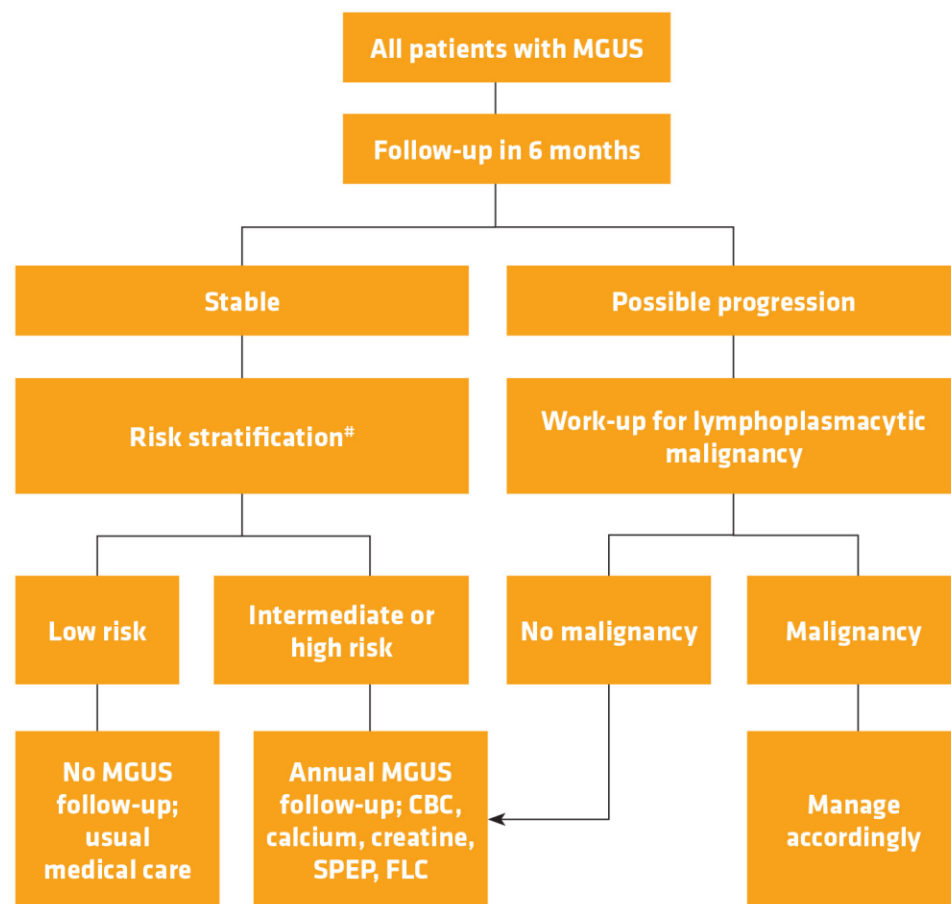 All patients with MGUS
Follow-up in 6 months
Stable
Possible progression
Risk stratification#
Work-up for lymphoplasmacytic
malignancy
Low risk
Intermediate or
high risk
No malignancy
Malignancy
No MGUS
follow-up;
usual
medical care
Annual MGUS
follow-up; CBC,
calcium, creatine,
SPEP, FLC
Manage
accordingly